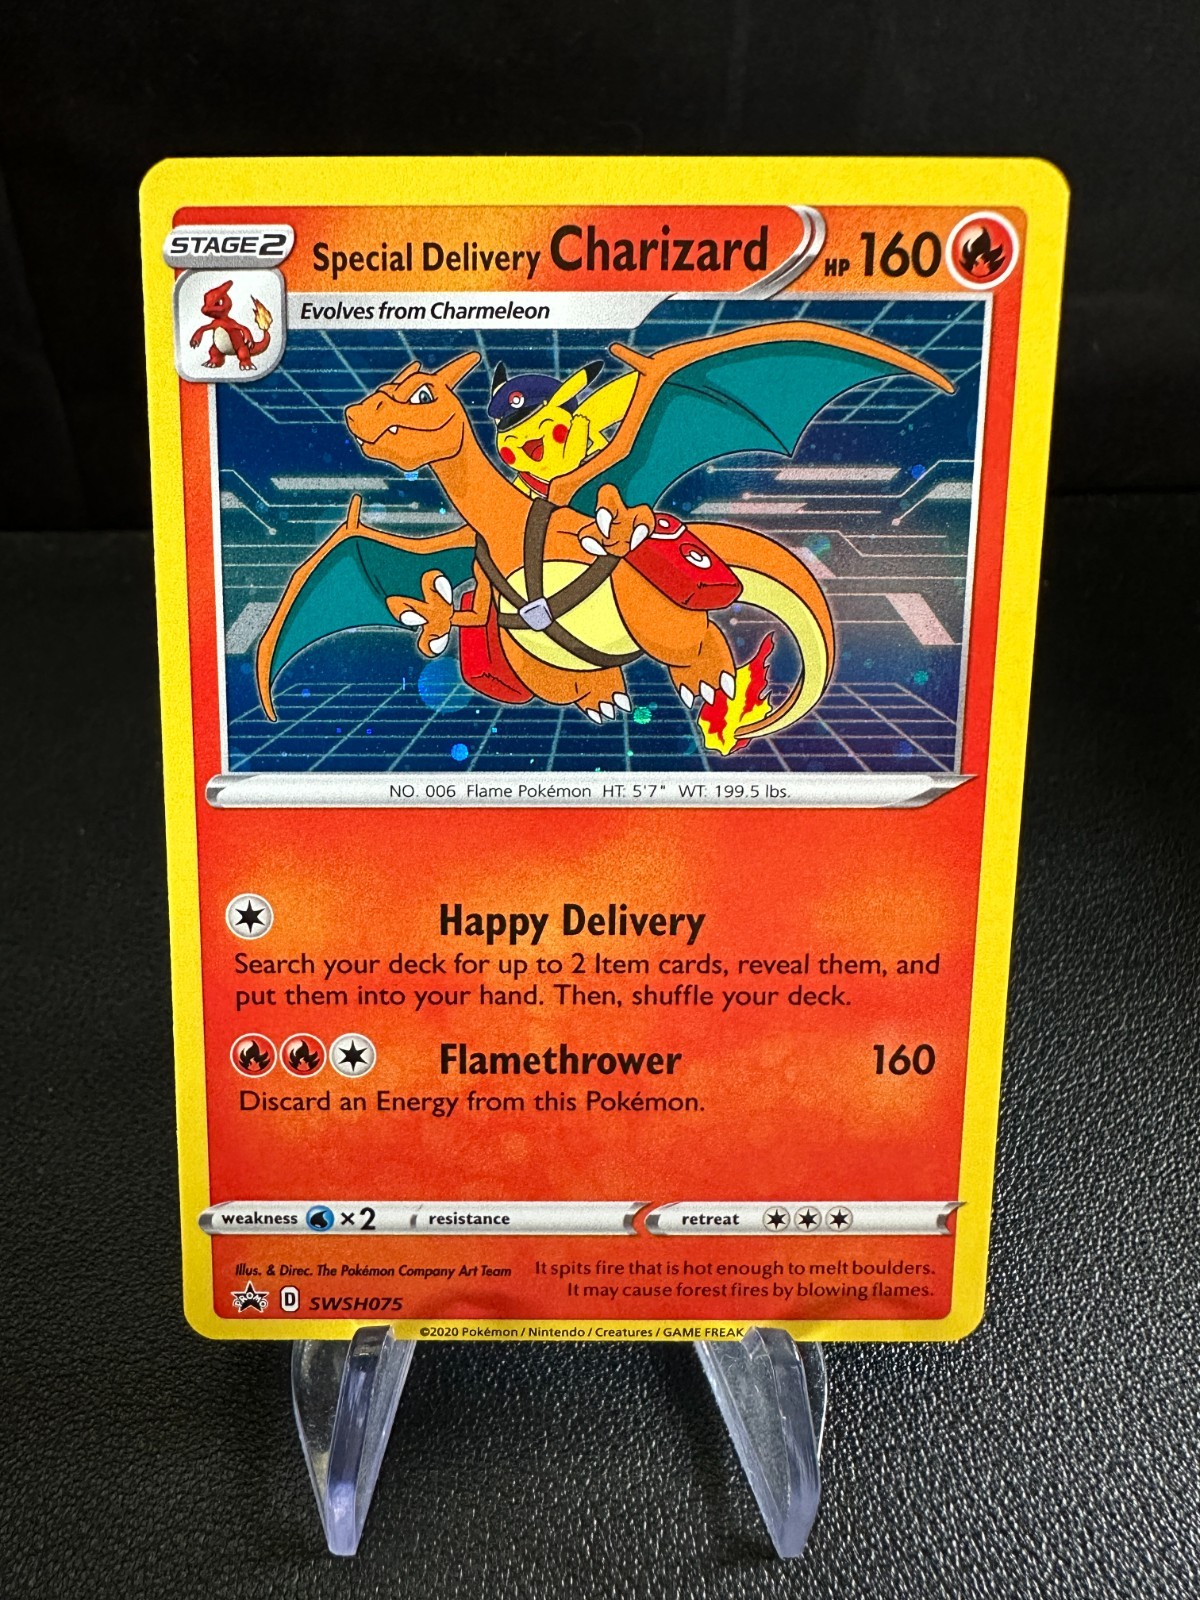 STAGE2
Special Delivery Charizard
HP 160
Evolves from Charmeleon
NO. 006 Flame Pokémon HT: 5'7" WT: 199.5 lbs.
Happy Delivery
Search your deck for up to 2 Item cards, reveal them, and
put them into your hand. Then, shuffle your deck.
Flamethrower 160
Discard an Energy from this Pokémon.
weakness ×2 resistance retreat
Illus. & Direc. The Pokémon Company Art Team
It spits fire that is hot enough to melt boulders.
It may cause forest fires by blowing flames.
PROMO D SWSH075
©2020 Pokémon / Nintendo / Creatures / GAME FREAK